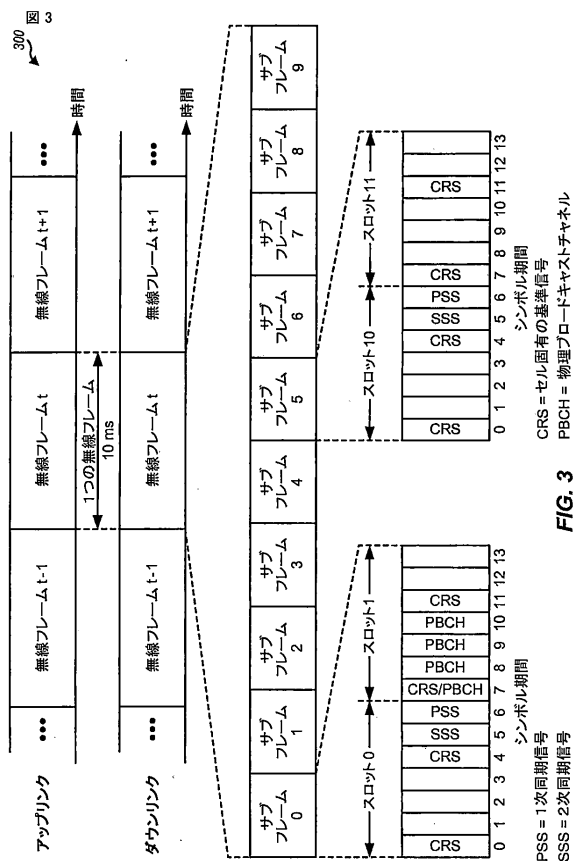 図 3
300
アップリンク
••• 無線フレーム t-1 無線フレーム t 無線フレーム t+1 •••
時間
1つの無線フレーム
10 ms
ダウンリンク
••• 無線フレーム t-1 無線フレーム t 無線フレーム t+1 •••
時間
サブフレーム 0 サブフレーム 1 サブフレーム 2 サブフレーム 3 サブフレーム 4 サブフレーム 5 サブフレーム 6 サブフレーム 7 サブフレーム 8 サブフレーム 9
スロット0 スロット1
CRS CRS SSS PSS CRS/PBCH PBCH PBCH PBCH CRS
0 1 2 3 4 5 6 7 8 9 10 11 12 13
シンボル期間
スロット10 スロット11
CRS CRS SSS PSS CRS CRS
0 1 2 3 4 5 6 7 8 9 10 11 12 13
シンボル期間
PSS = 1次同期信号
SSS = 2次同期信号
CRS = セル固有の基準信号
PBCH = 物理ブロードキャストチャネル
FIG. 3